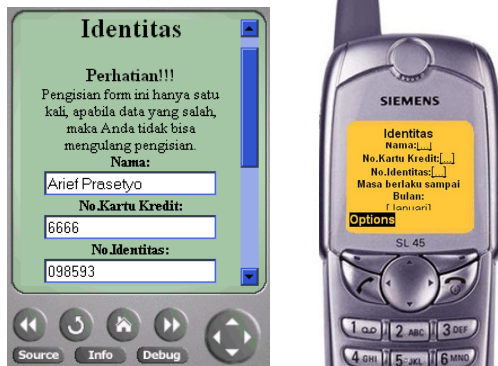 Identitas
Perhatian!!!
Pengisian form ini hanya satu
kali, apabila data yang salah,
maka Anda tidak bisa
mengulang pengisian.
Nama:
Arief Prasetyo
No.Kartu Kredit:
6666
No.Identitas:
098593
Source Info Debug
SIEMENS
Identitas
Nama:[...]
No.Kartu Kredit:[...]
No.Identitas:[...]
Masa berlaku sampai
Bulan:
[Januari]
Options
SL 45
1 2 ABC 3 DEF
4 GHI 5 JKL 6 MNO